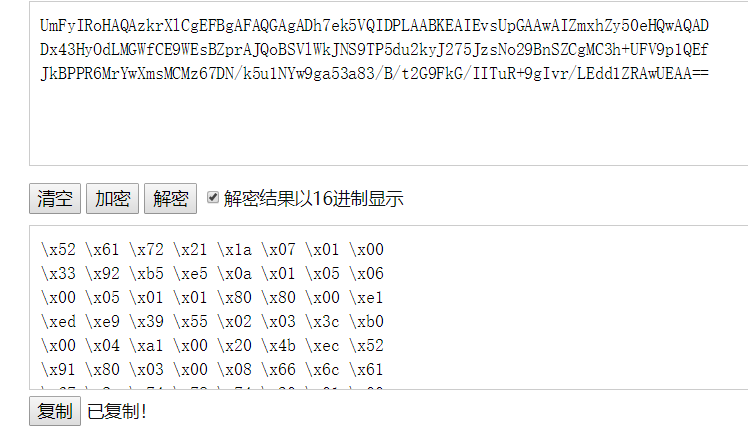 UmFyIRoHAQAzkrXlCgEFBgAFAQGAgADh7ek5VQIDPLAABKEAIEvsUpGAAwAIZmxhZy50eHQwAQAD
Dx43HyOdLMGWfCE9WEsBZprAJQoBSVlWkJNS9TP5du2kyJ275JzsNo29BnSZCgMC3h+UFV9p1QEf
JkBPPR6MrYwXmsMCMz67DN/k5u1NYw9ga53a83/B/t2G9FkG/IITuR+9gIvr/LEdd1ZRAwUEAA==
清空 加密 解密 解密结果以16进制显示
\x52 \x61 \x72 \x21 \x1a \x07 \x01 \x00
\x33 \x92 \xb5 \xe5 \x0a \x01 \x05 \x06
\x00 \x05 \x01 \x01 \x80 \x80 \x00 \xe1
\xed \xe9 \x39 \x55 \x02 \x03 \x3c \xb0
\x00 \x04 \xa1 \x00 \x20 \x4b \xec \x52
\x91 \x80 \x03 \x00 \x08 \x66 \x6c \x61
复制 已复制!